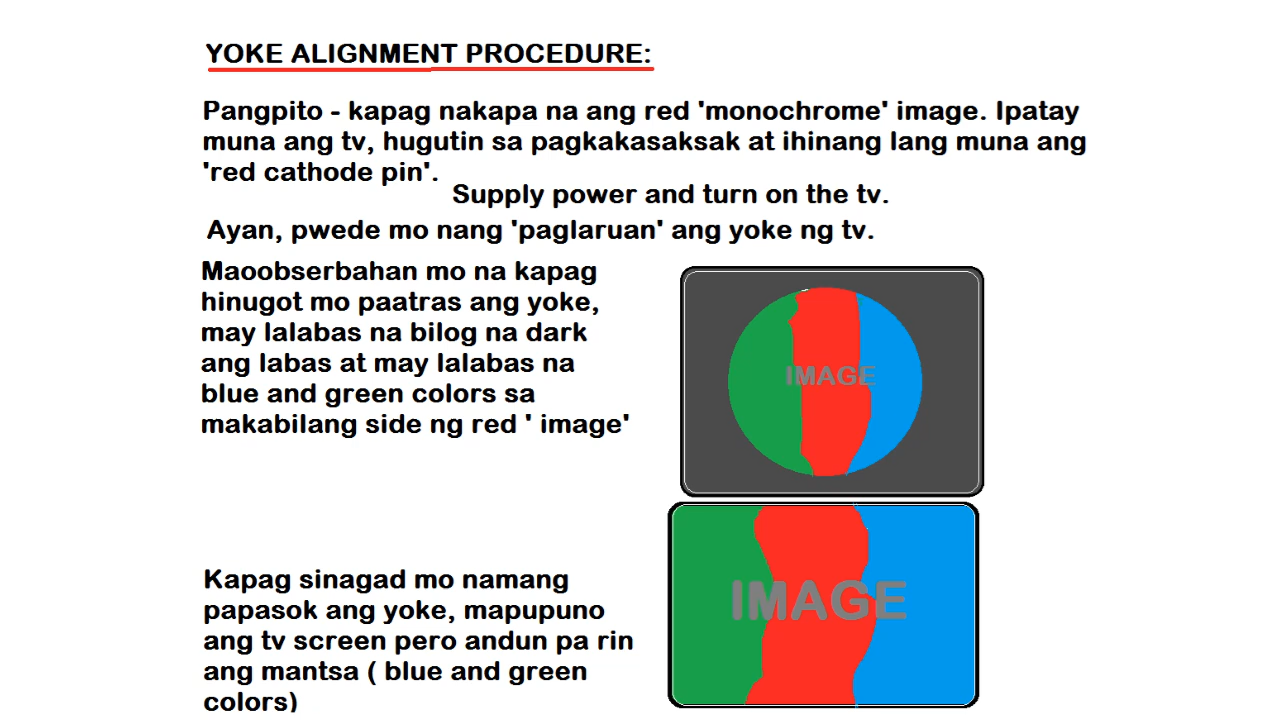 YOKE ALIGNMENT PROCEDURE:
Pangpito - kapag nakapa na ang red 'monochrome' image. Ipatay
muna ang tv, hugutin sa pagkakasaksak at ihinang lang muna ang
'red cathode pin'.
Supply power and turn on the tv.
Ayan, pwede mo nang 'paglaruan' ang yoke ng tv.
Maoobserbahan mo na kapag
hinugot mo paatras ang yoke,
may lalabas na bilog na dark
ang labas at may lalabas na
blue and green colors sa
makabilang side ng red ' image'
IMAGE
Kapag sinagad mo namang
papasok ang yoke, mapupuno
ang tv screen pero andun pa rin
ang mantsa ( blue and green
colors)
IMAGE